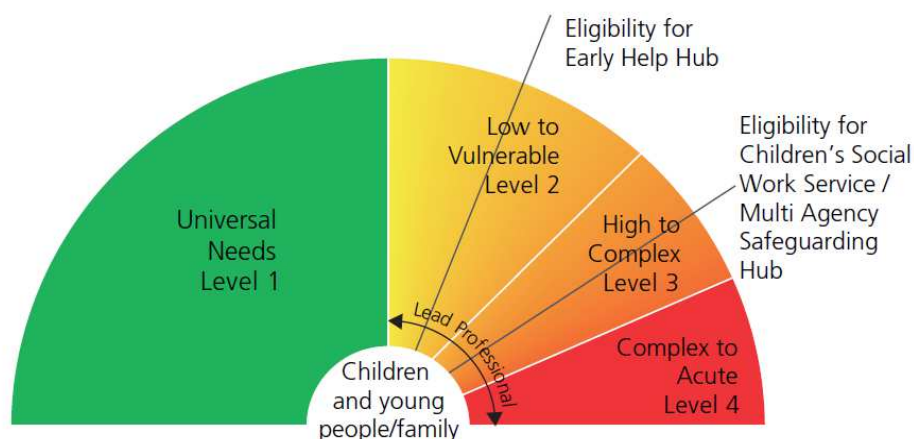 Eligibility for
Early Help Hub
Low to
Vulnerable
Level 2
Eligibility for
Children's Social
Work Service /
Multi Agency
Safeguarding
Hub
Universal
Needs
Level 1
High to
Complex
Level 3
Lead Professional
Complex to
Acute
Level 4
Children
and young
people/family